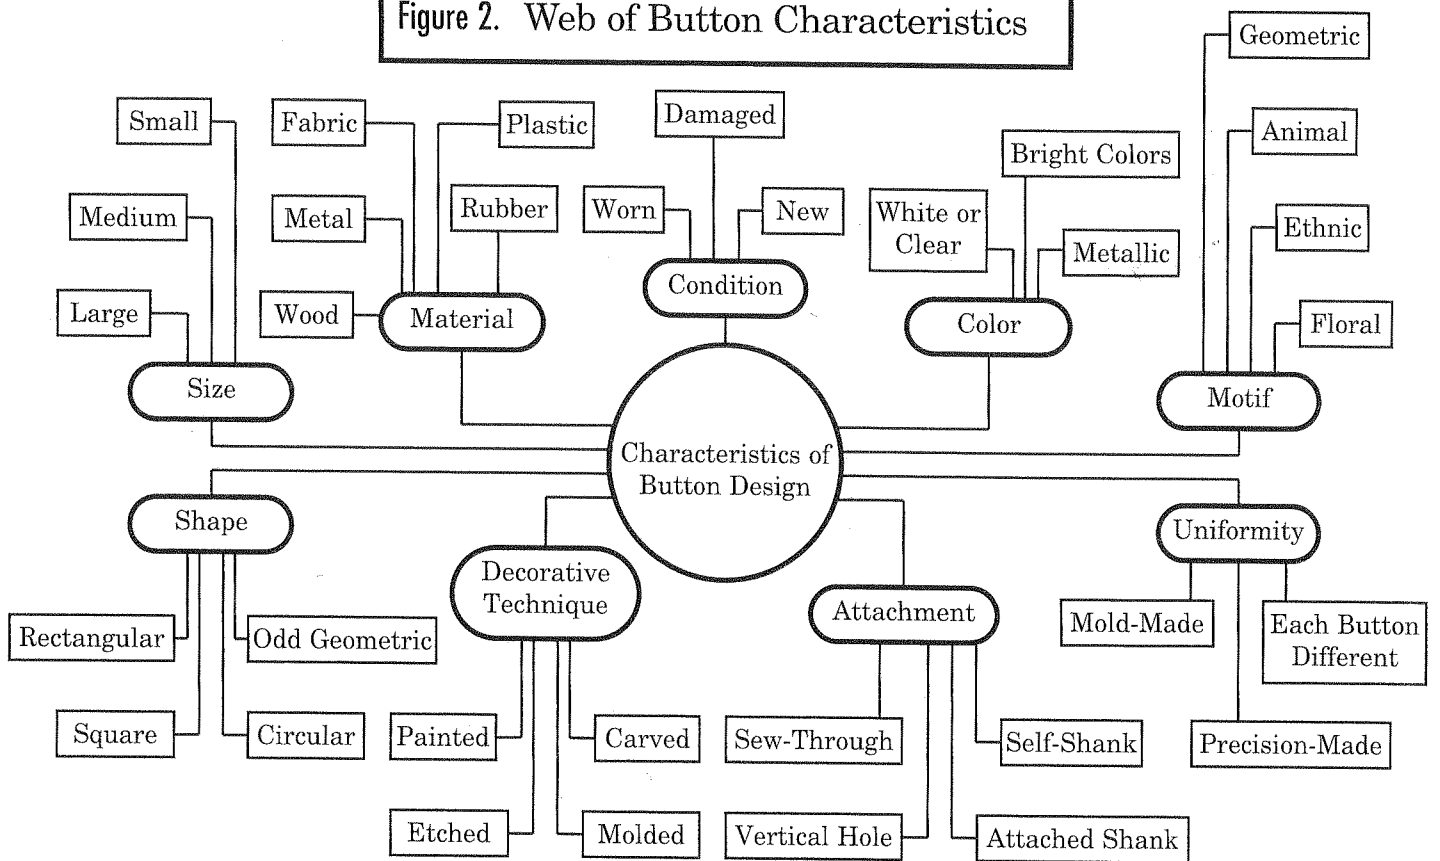 Figure 2. Web of Button Characteristics
Geometric
Small
Fabric
Plastic
Damaged
Animal
Bright Colors
Medium
Metal
Rubber
Worn
New
White or
Clear
Metallic
Ethnic
Large
Wood
Material
Condition
Color
Floral
Size
Motif
Characteristics of
Button Design
Shape
Decorative
Technique
Attachment
Uniformity
Rectangular
Odd Geometric
Mold-Made
Each Button
Different
Square
Circular
Painted
Carved
Sew-Through
Self-Shank
Precision-Made
Etched
Molded
Vertical Hole
Attached Shank